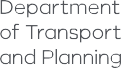 Department
of Transport
and Planning